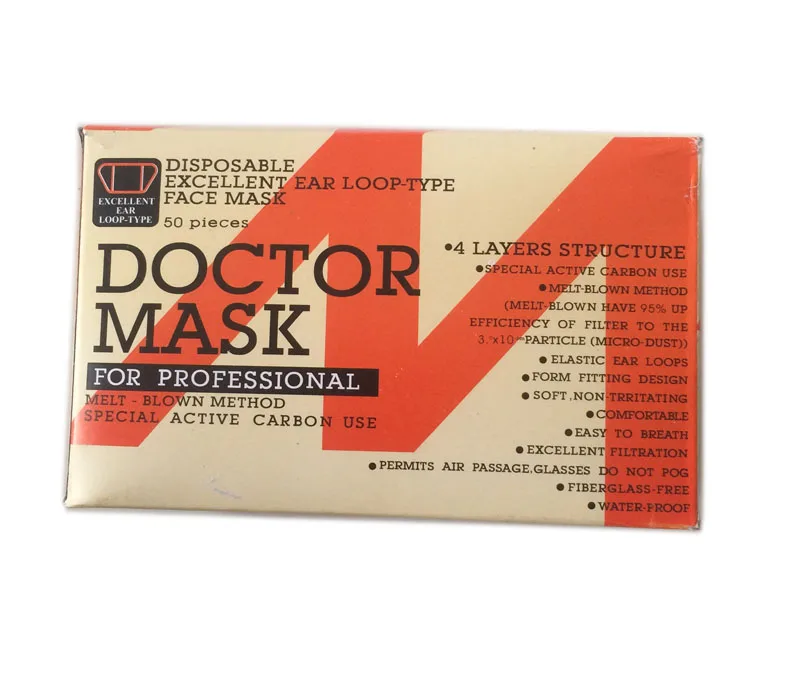 DISPOSABLE
EXCELLENT EAR LOOP-TYPE
FACE MASK
50 pieces
EXCELLENT
EAR
LOOP-TYPE
DOCTOR
MASK
FOR PROFESSIONAL
MELT - BLOWN METHOD
SPECIAL ACTIVE CARBON USE
•4 LAYERS STRUCTURE
•SPECIAL ACTIVE CARBON USE
•MELT-BLOWN METHOD
(MELT-BLOWN HAVE 95% UP
EFFICIENCY OF FILTER TO THE
PARTICLE (MICRO-DUST))
•ELASTIC EAR LOOPS
•FORM FITTING DESIGN
•SOFT,NON-TRRITATING
•COMFORTABLE
•EASY TO BREATH
•EXCELLENT FILTRATION
•PERMITS AIR PASSAGE,GLASSES DO NOT POG
•FIBERGLASS-FREE
•WATER-PROOF